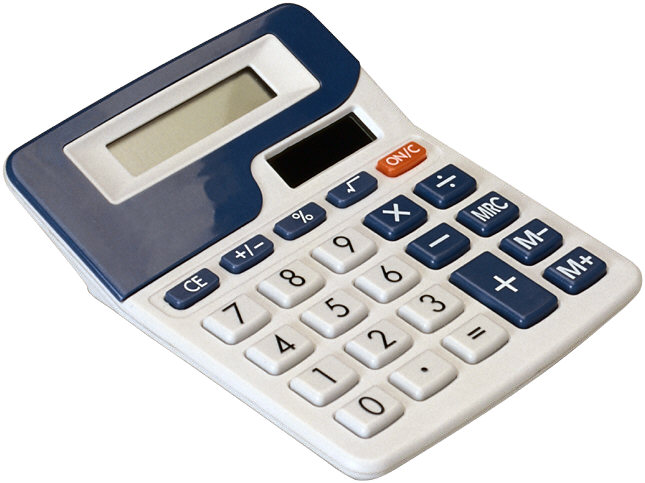 CE +/− % √ ON/C
7 8 9 × ÷
4 5 6 − MRC
1 2 3 + M−
0 . = M+